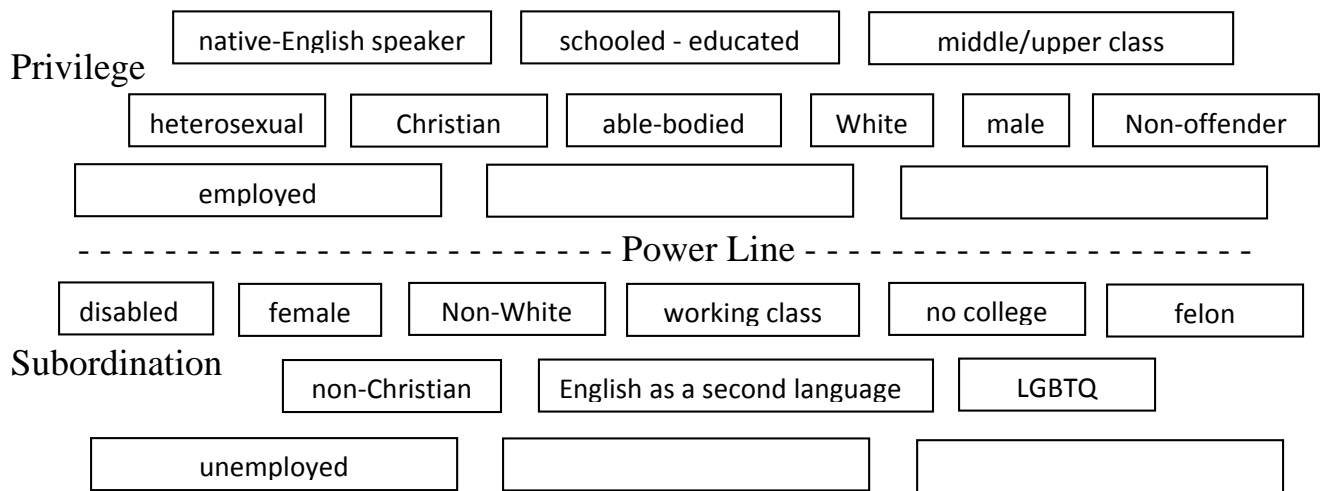 native-English speaker schooled - educated middle/upper class
Privilege
heterosexual Christian able-bodied White male Non-offender
employed
- - - - - - - - - - - - - - - - - - - - - - - - - - Power Line - - - - - - - - - - - - - - - - - - - - - -
disabled female Non-White working class no college felon
Subordination
non-Christian English as a second language LGBTQ
unemployed